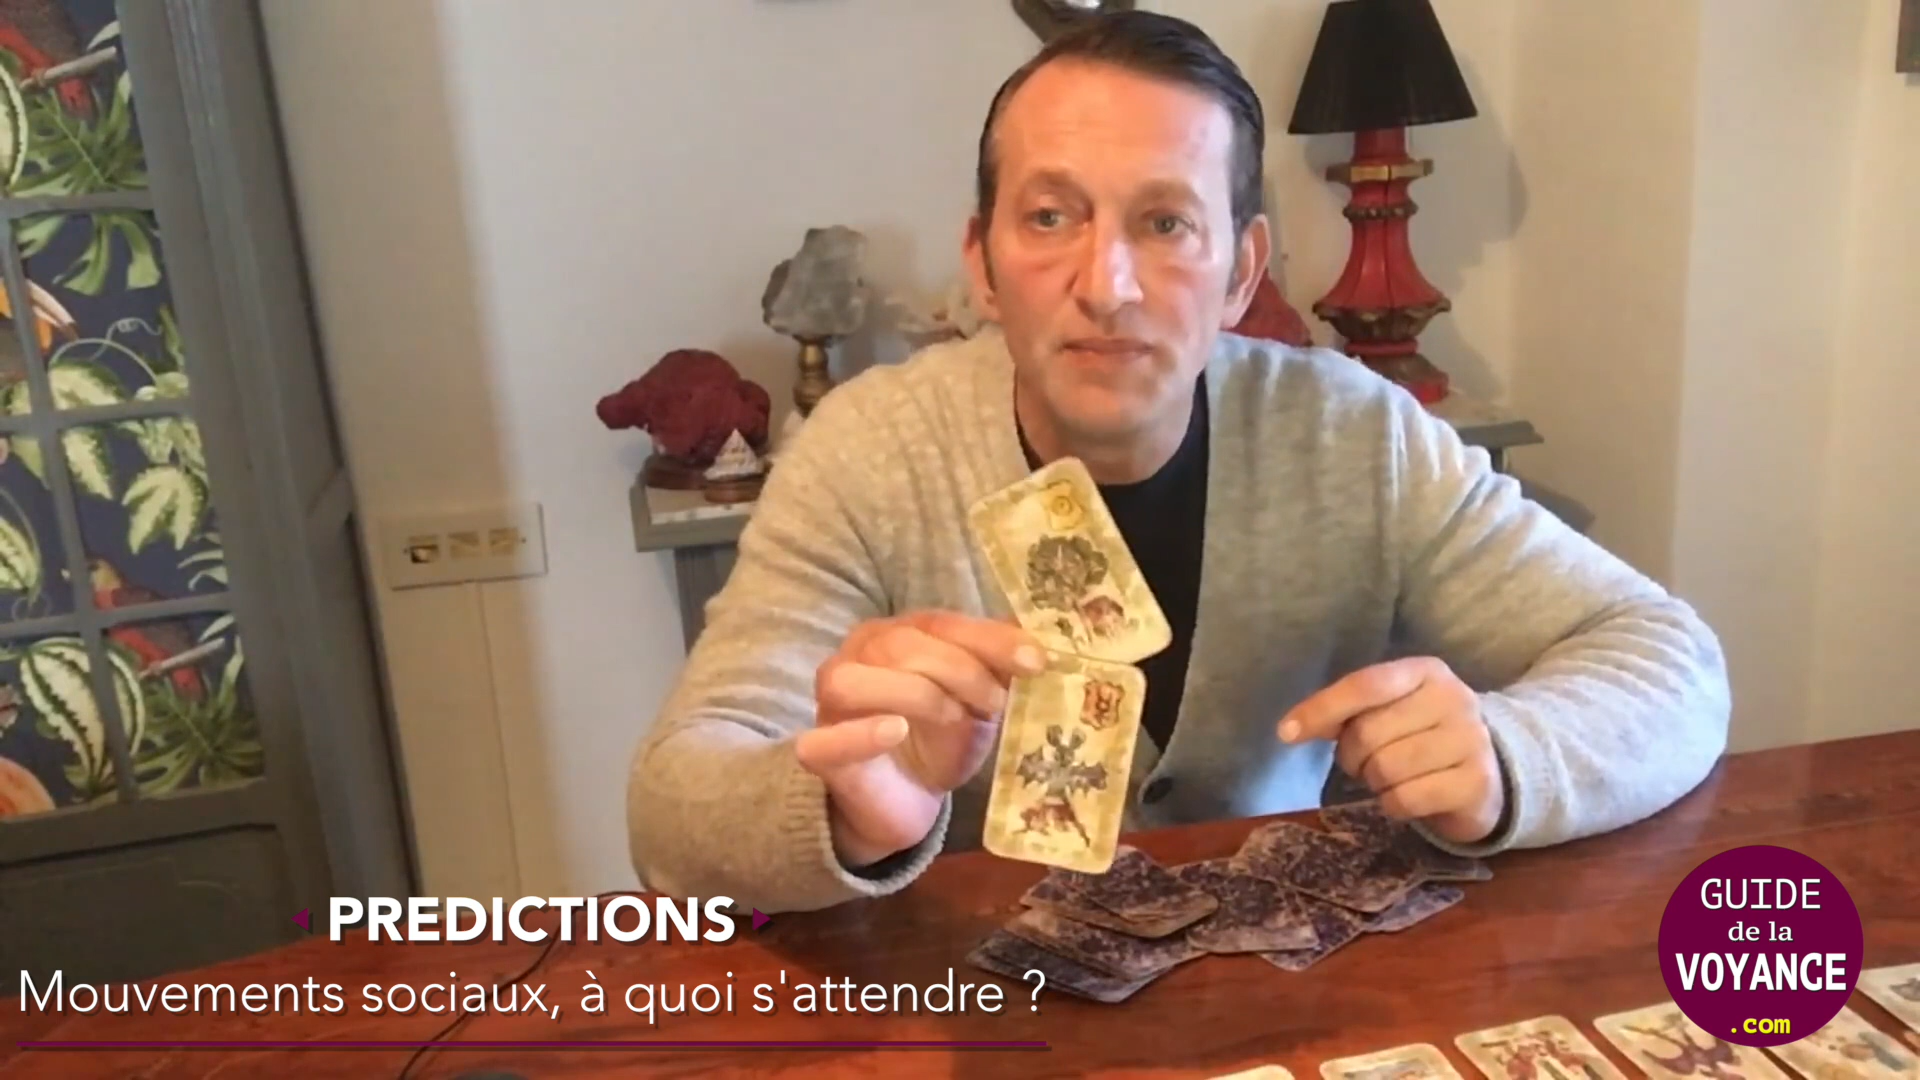 PREDICTIONS
Mouvements sociaux, à quoi s'attendre ?
GUIDE
de la
VOYANCE
.com